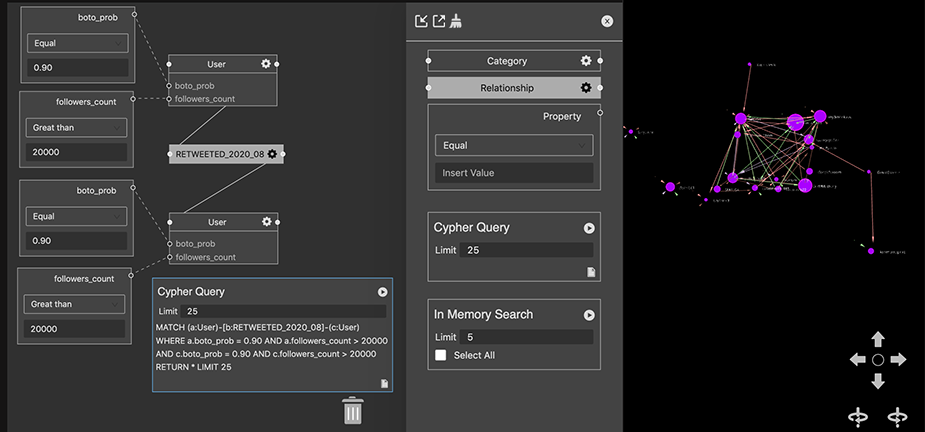 boto_prob
Equal
0.90
followers_count
Great than
20000
User
boto_prob
followers_count
RETWEETED_2020_08
boto_prob
Equal
0.90
followers_count
Great than
20000
User
boto_prob
followers_count
Cypher Query
Limit 25
MATCH (a:User)-[b:RETWEETED_2020_08]-(c:User)
WHERE a.boto_prob = 0.90 AND a.followers_count > 20000
AND c.boto_prob = 0.90 AND c.followers_count > 20000
RETURN * LIMIT 25
Category
Relationship
Property
Equal
Insert Value
Cypher Query
Limit 25
In Memory Search
Limit 5
Select All